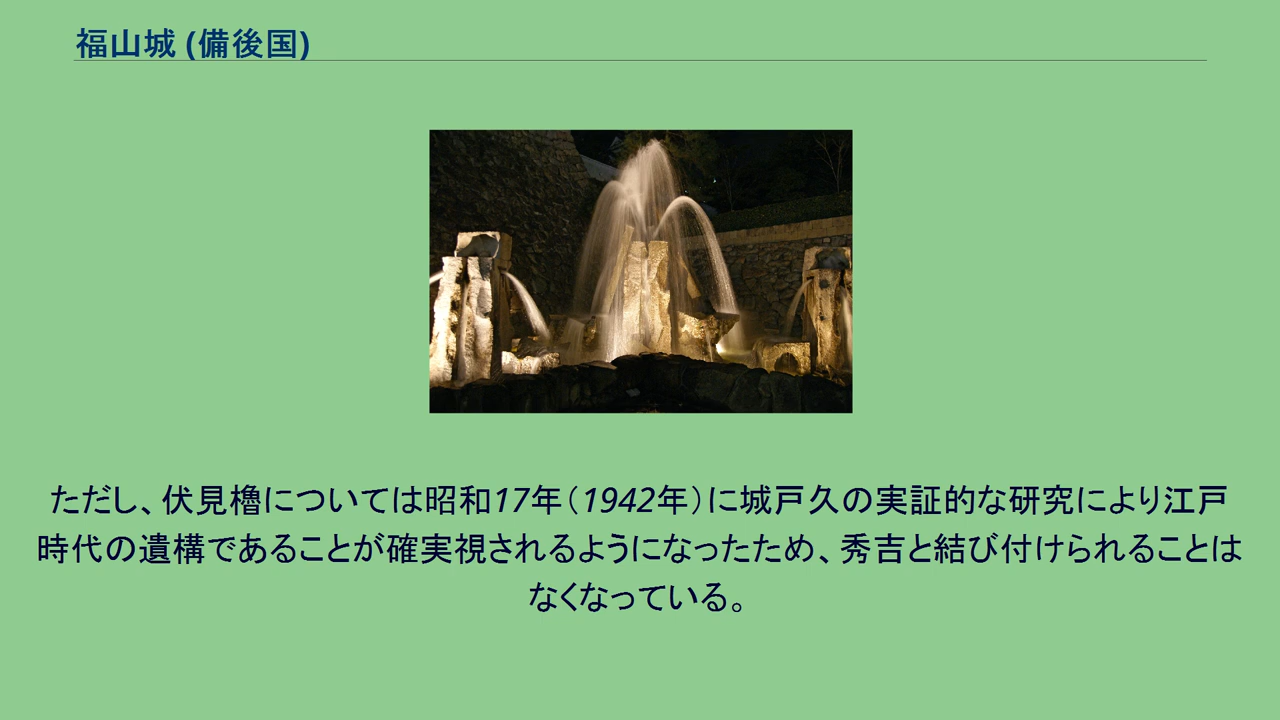 福山城 (備後国)
ただし、伏見櫓については昭和17年（1942年）に城戸久の実証的な研究により江戸
時代の遺構であることが確実視されるようになったため、秀吉と結び付けられることは
なくなっている。